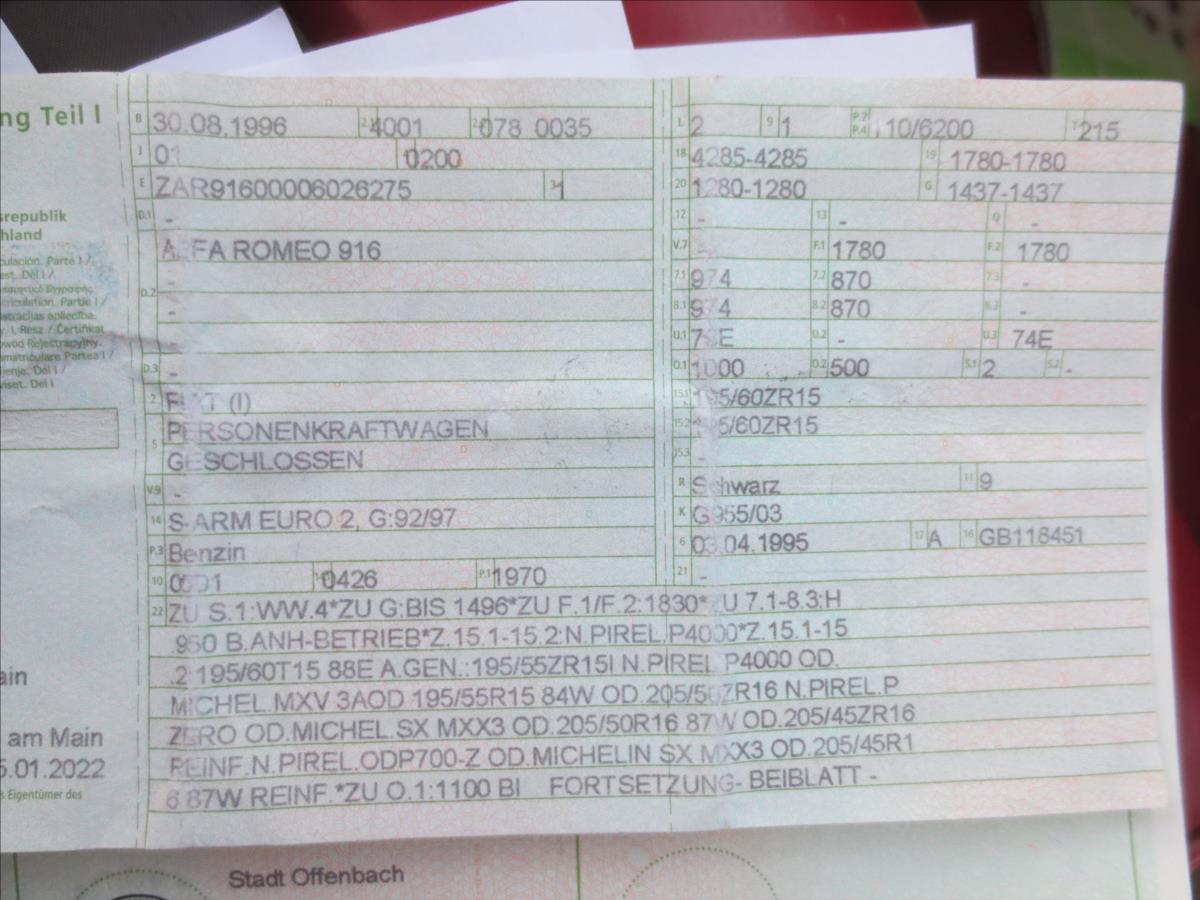 ng Teil I
srepublik
hland
am Main
5.01.2022
s Eigentümer des
B 30.08.1996 4001 078 0035
J 01 0200
E ZAR91600006026275 3 1
D.1 -
ALFA ROMEO 916
D.2 -
-
D.3 -
2 FIAT (I)
PERSONENKRAFTWAGEN
5 GESCHLOSSEN
V.9 -
14 S-ARM EURO 2, G:92/97
P.3 Benzin
10 0001 0426 P.1 1970
L 2 9 1 P.2 P.4 110/6200 T 215
18 4285-4285 19 1780-1780
20 1280-1280 G 1437-1437
12 - 13 - Q -
V.7 - F.1 1780 F.2 1780
7.1 974 7.2 870 7.3 -
8.1 974 8.2 870 8.3 -
U.1 78E U.2 - U.3 74E
O.1 1000 O.2 500 S.1 2 S.2 -
15.1 195/60ZR15
15.2 195/60ZR15
15.3 -
R Schwarz 11 9
K G955/03
6 03.04.1995 17 A 16 GB118451
21 -
22 ZU S.1:WW.4*ZU G:BIS 1496*ZU F.1/F.2:1830*ZU 7.1-8.3:H
.950 B.ANH-BETRIEB*Z.15.1-15.2:N.PIREL.P4000*Z.15.1-15
.2 195/60T15 88E A.GEN.:195/55ZR15I N.PIREL.P4000 OD.
MICHEL.MXV 3AOD 195/55R15 84W OD.205/50ZR16 N.PIREL.P
ZERO OD.MICHEL.SX MXX3 OD.205/50R16 87W OD.205/45ZR16
REINF.N.PIREL.ODP700-Z OD.MICHELIN SX MXX3 OD.205/45R1
6 87W REINF.*ZU O.1:1100 BI FORTSETZUNG- BEIBLATT -
Stadt Offenbach